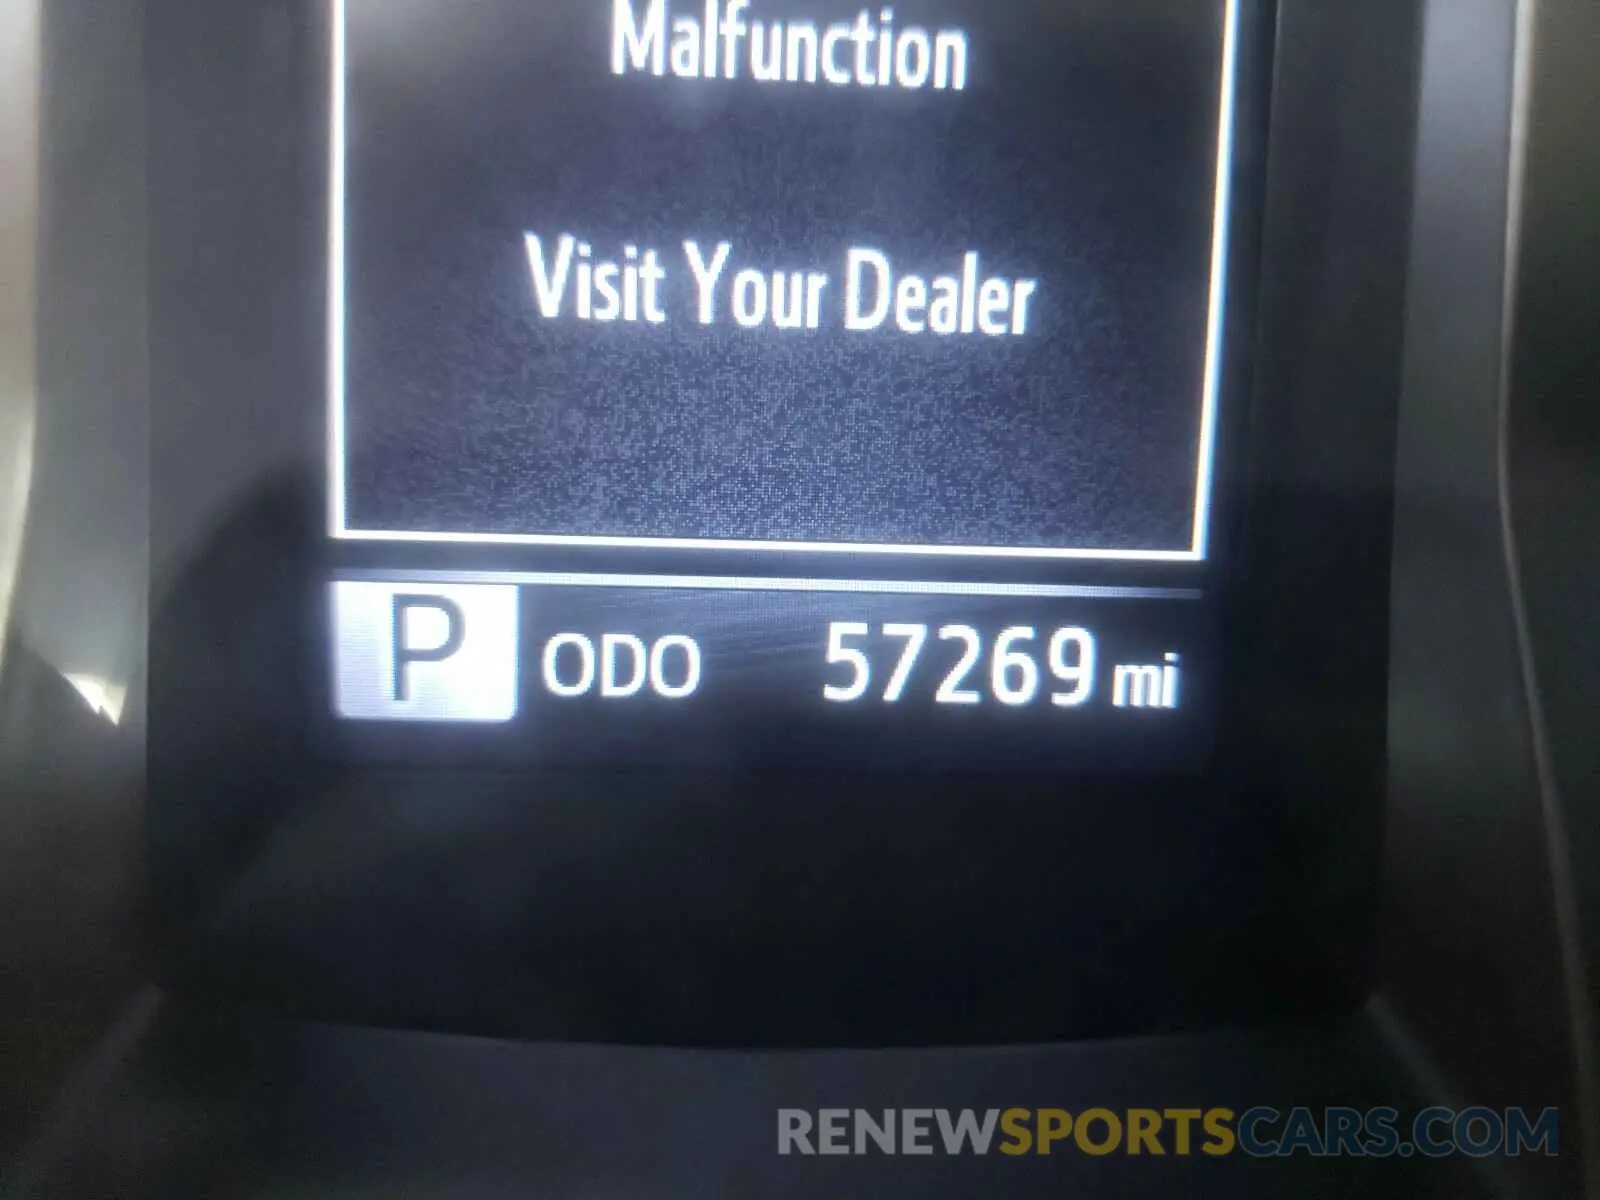 Malfunction
Visit Your Dealer
P ODO 57269 mi
RENEWSPORTSCARS.COM